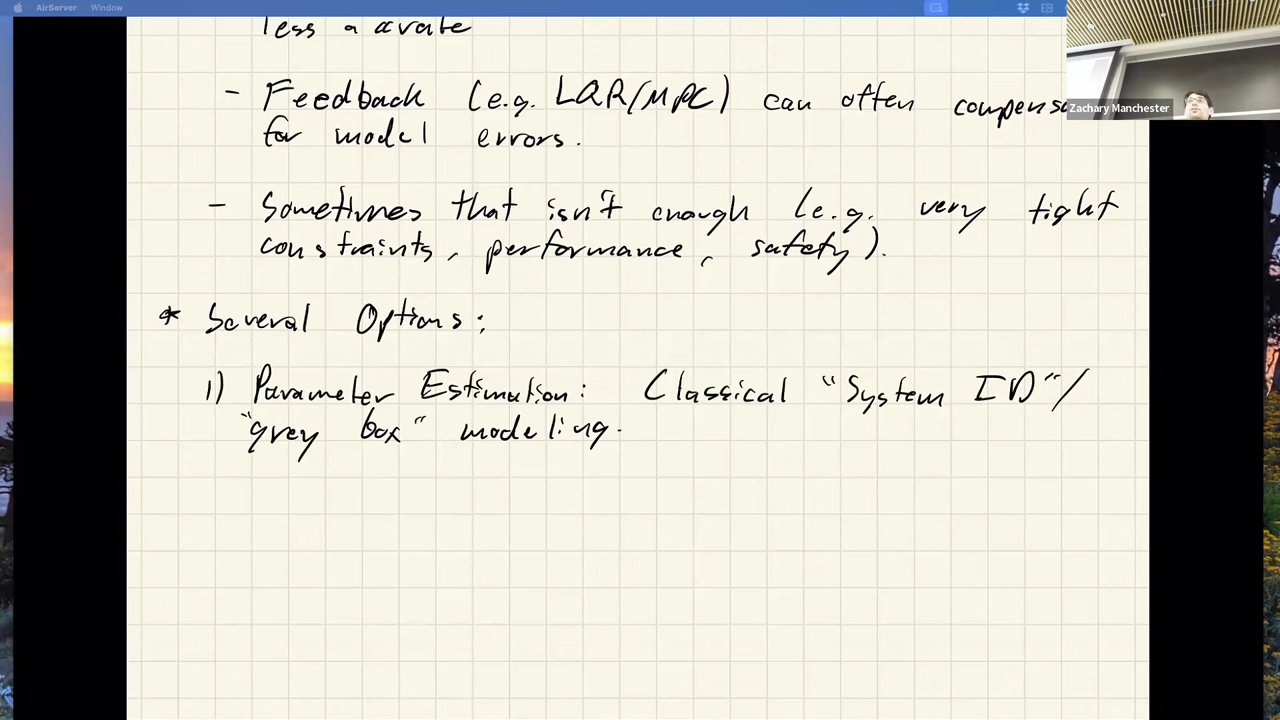 AirServer Window
less accurate
- Feedback (e.g. LQR/MPC) can often compensa
for model errors.
Zachary Manchester
- Sometimes that isn't enough (e.g. very tight
constraints, performance, safety).
* Several Options:
1) Parameter Estimation: Classical "System ID"/
"grey box" modeling.